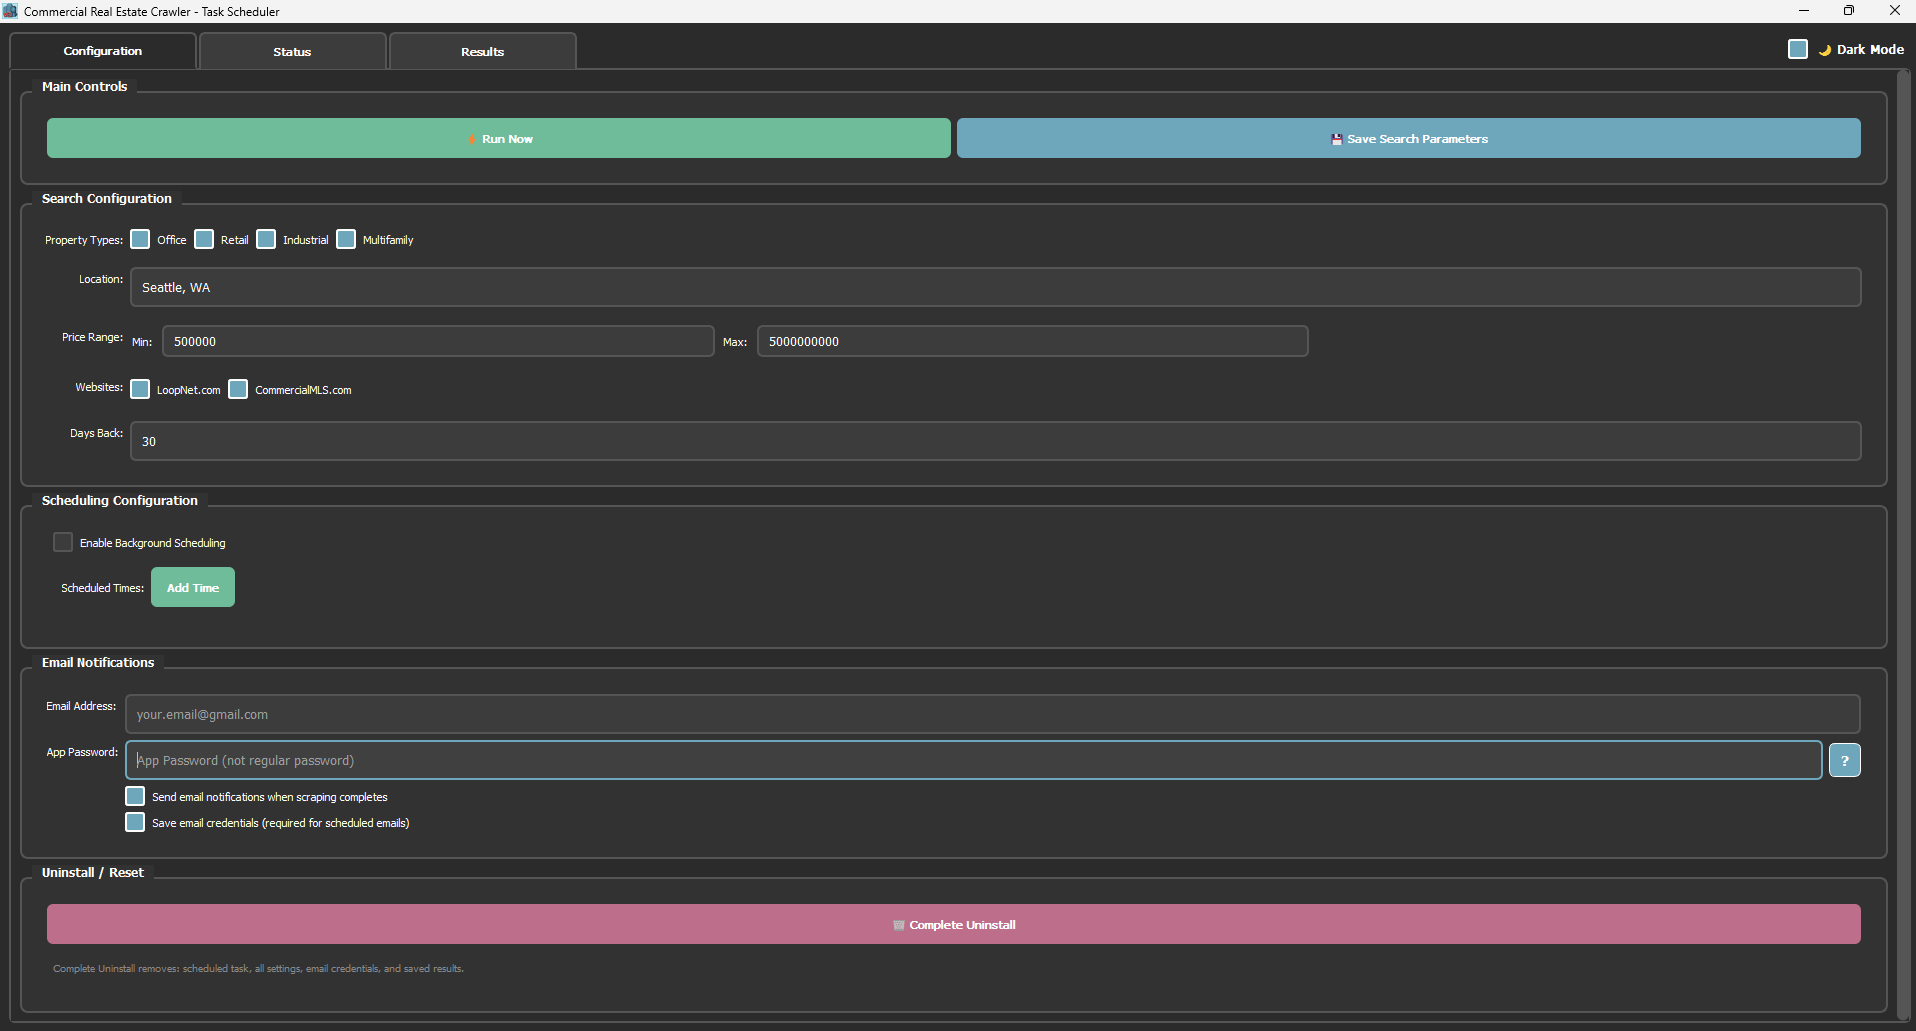 Commercial Real Estate Crawler - Task Scheduler
Configuration Status Results 🌙 Dark Mode
Main Controls
Run Now 💾 Save Search Parameters
Search Configuration
Property Types: Office Retail Industrial Multifamily
Location: Seattle, WA
Price Range: Min: 500000 Max: 5000000000
Websites: LoopNet.com CommercialMLS.com
Days Back: 30
Scheduling Configuration
Enable Background Scheduling
Scheduled Times: Add Time
Email Notifications
Email Address: your.email@gmail.com
App Password: App Password (not regular password) ?
Send email notifications when scraping completes
Save email credentials (required for scheduled emails)
Uninstall / Reset
🗑 Complete Uninstall
Complete Uninstall removes: scheduled task, all settings, email credentials, and saved results.